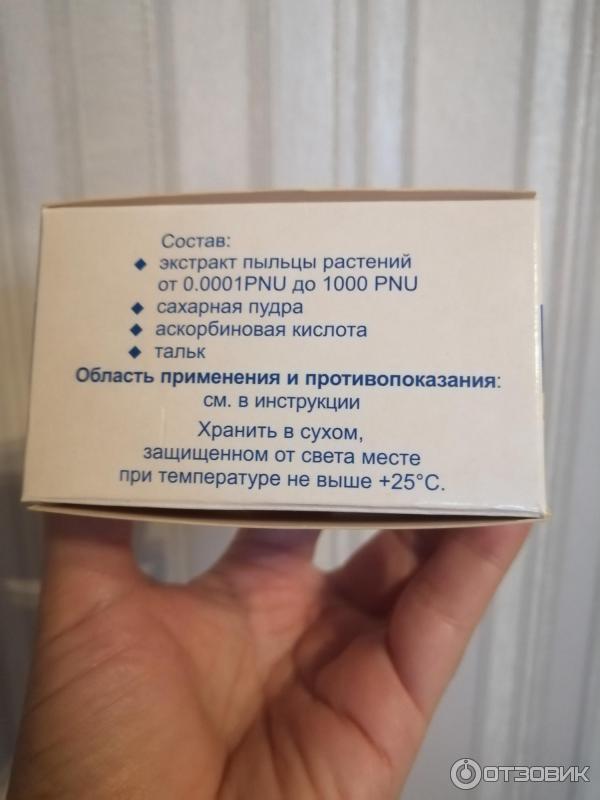 Состав:
◆ экстракт пыльцы растений
от 0.0001PNU до 1000 PNU
◆ сахарная пудра
◆ аскорбиновая кислота
◆ тальк
Область применения и противопоказания:
см. в инструкции
Хранить в сухом,
защищенном от света месте
при температуре не выше +25°С.
ОТЗОВИК